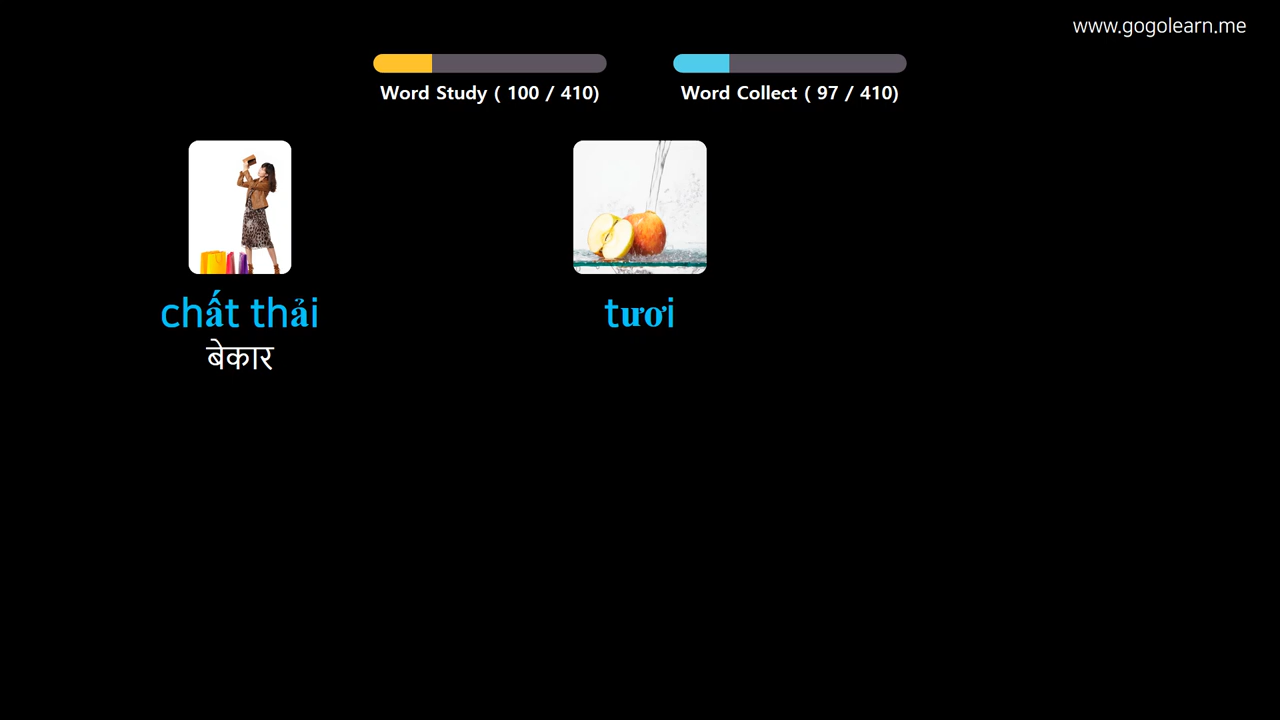 www.gogolearn.me
Word Study ( 100 / 410)
Word Collect ( 97 / 410)
chất thải
बेकार
tươi